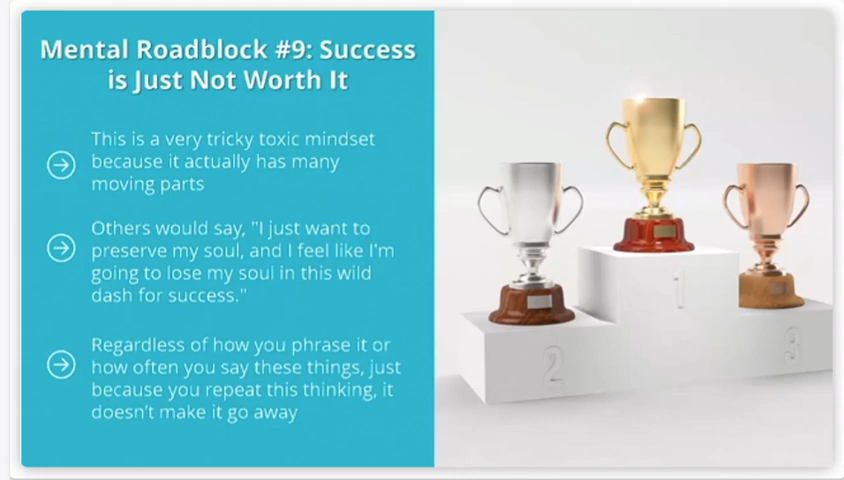 Mental Roadblock #9: Success
is Just Not Worth It
This is a very tricky toxic mindset
because it actually has many
moving parts
Others would say, "I just want to
preserve my soul, and I feel like I'm
going to lose my soul in this wild
dash for success."
Regardless of how you phrase it or
how often you say these things, just
because you repeat this thinking, it
doesn't make it go away
1
2
3